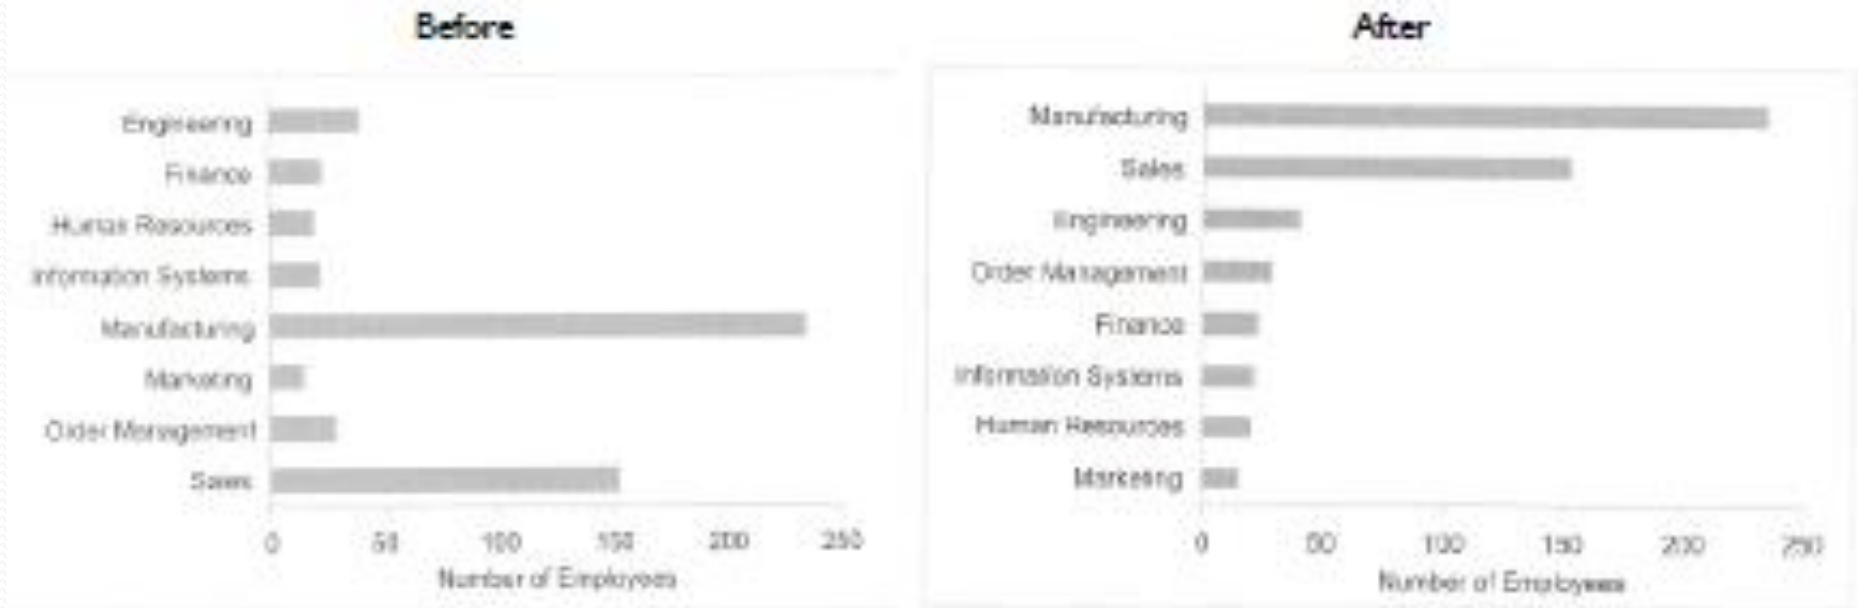 Before
Engineering
Finance
Human Resources
Information Systems
Manufacturing
Marketing
Order Management
Sales
0 50 100 150 200 250
Number of Employees
After
Manufacturing
Sales
Engineering
Order Management
Finance
Information Systems
Human Resources
Marketing
0 50 100 150 200 250
Number of Employees